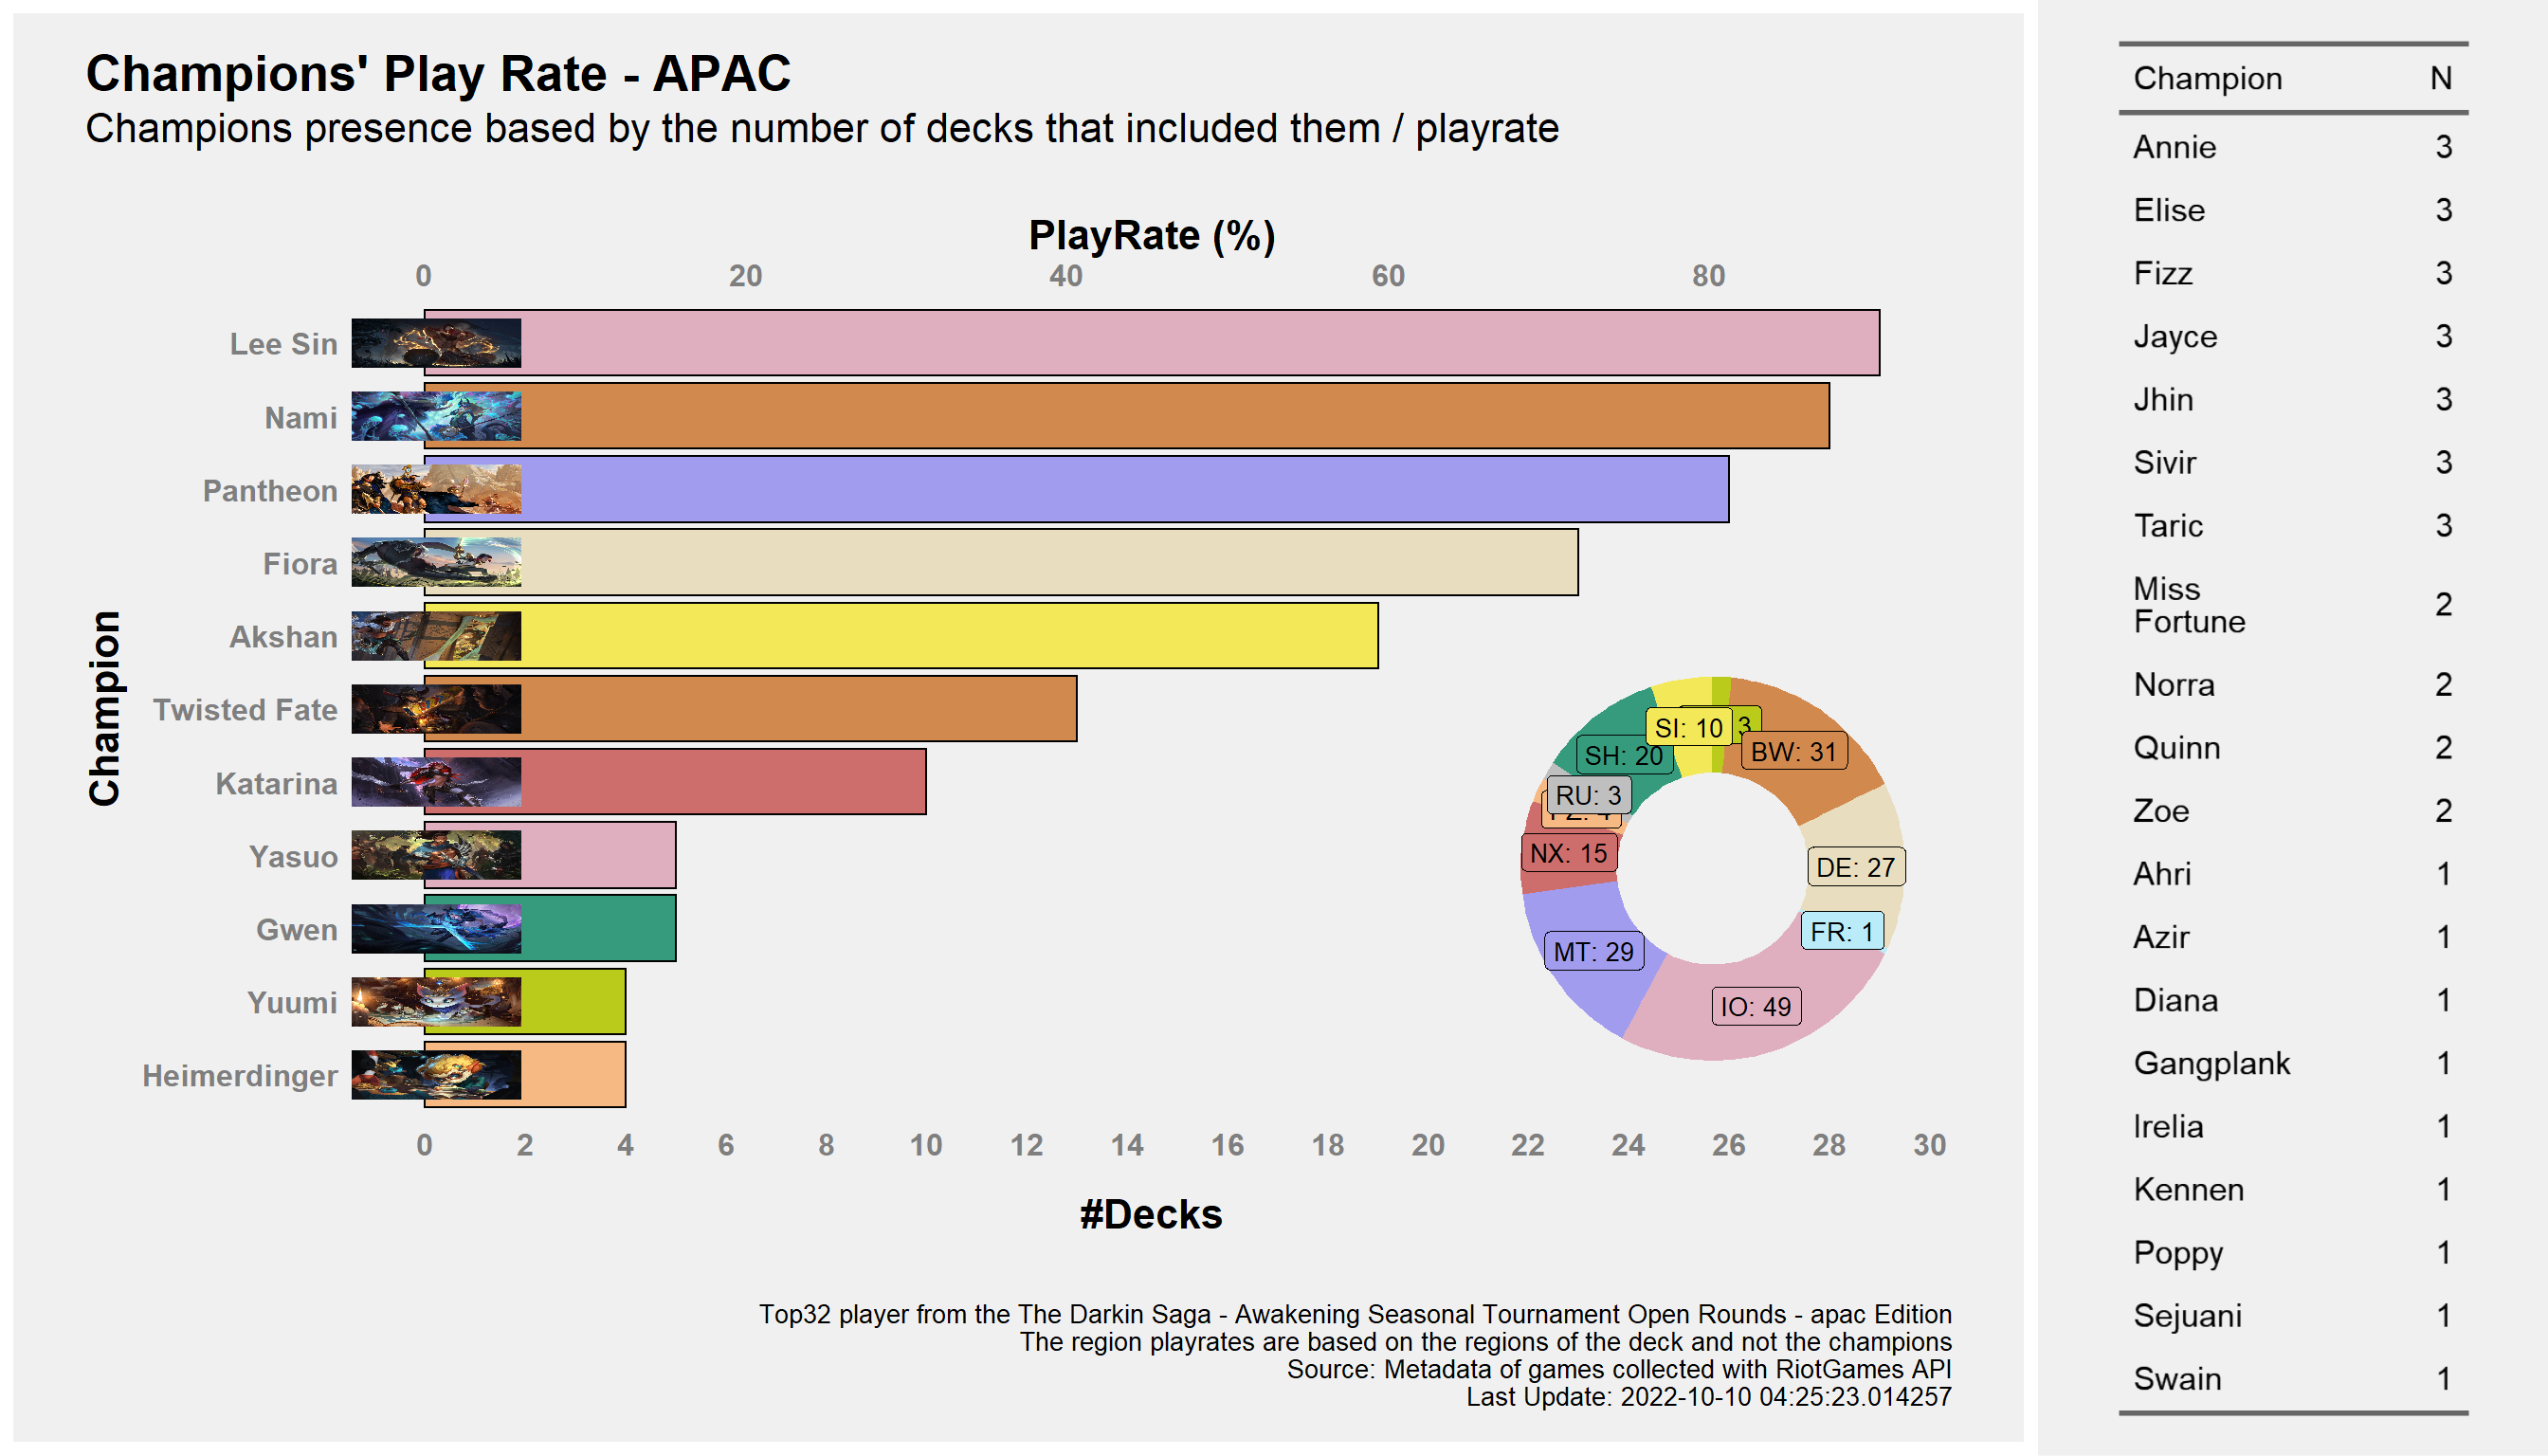 Champions' Play Rate - APAC
Champions presence based by the number of decks that included them / playrate
PlayRate (%)
0 20 40 60 80
Champion
Lee Sin
Nami
Pantheon
Fiora
Akshan
Twisted Fate
Katarina
Yasuo
Gwen
Yuumi
Heimerdinger
SI: 10
3
BW: 31
SH: 20
RU: 3
NX: 15
DE: 27
FR: 1
MT: 29
IO: 49
0 2 4 6 8 10 12 14 16 18 20 22 24 26 28 30
#Decks
Top32 player from the The Darkin Saga - Awakening Seasonal Tournament Open Rounds - apac Edition
The region playrates are based on the regions of the deck and not the champions
Source: Metadata of games collected with RiotGames API
Last Update: 2022-10-10 04:25:23.014257
Champion N
Annie 3
Elise 3
Fizz 3
Jayce 3
Jhin 3
Sivir 3
Taric 3
Miss
Fortune 2
Norra 2
Quinn 2
Zoe 2
Ahri 1
Azir 1
Diana 1
Gangplank 1
Irelia 1
Kennen 1
Poppy 1
Sejuani 1
Swain 1